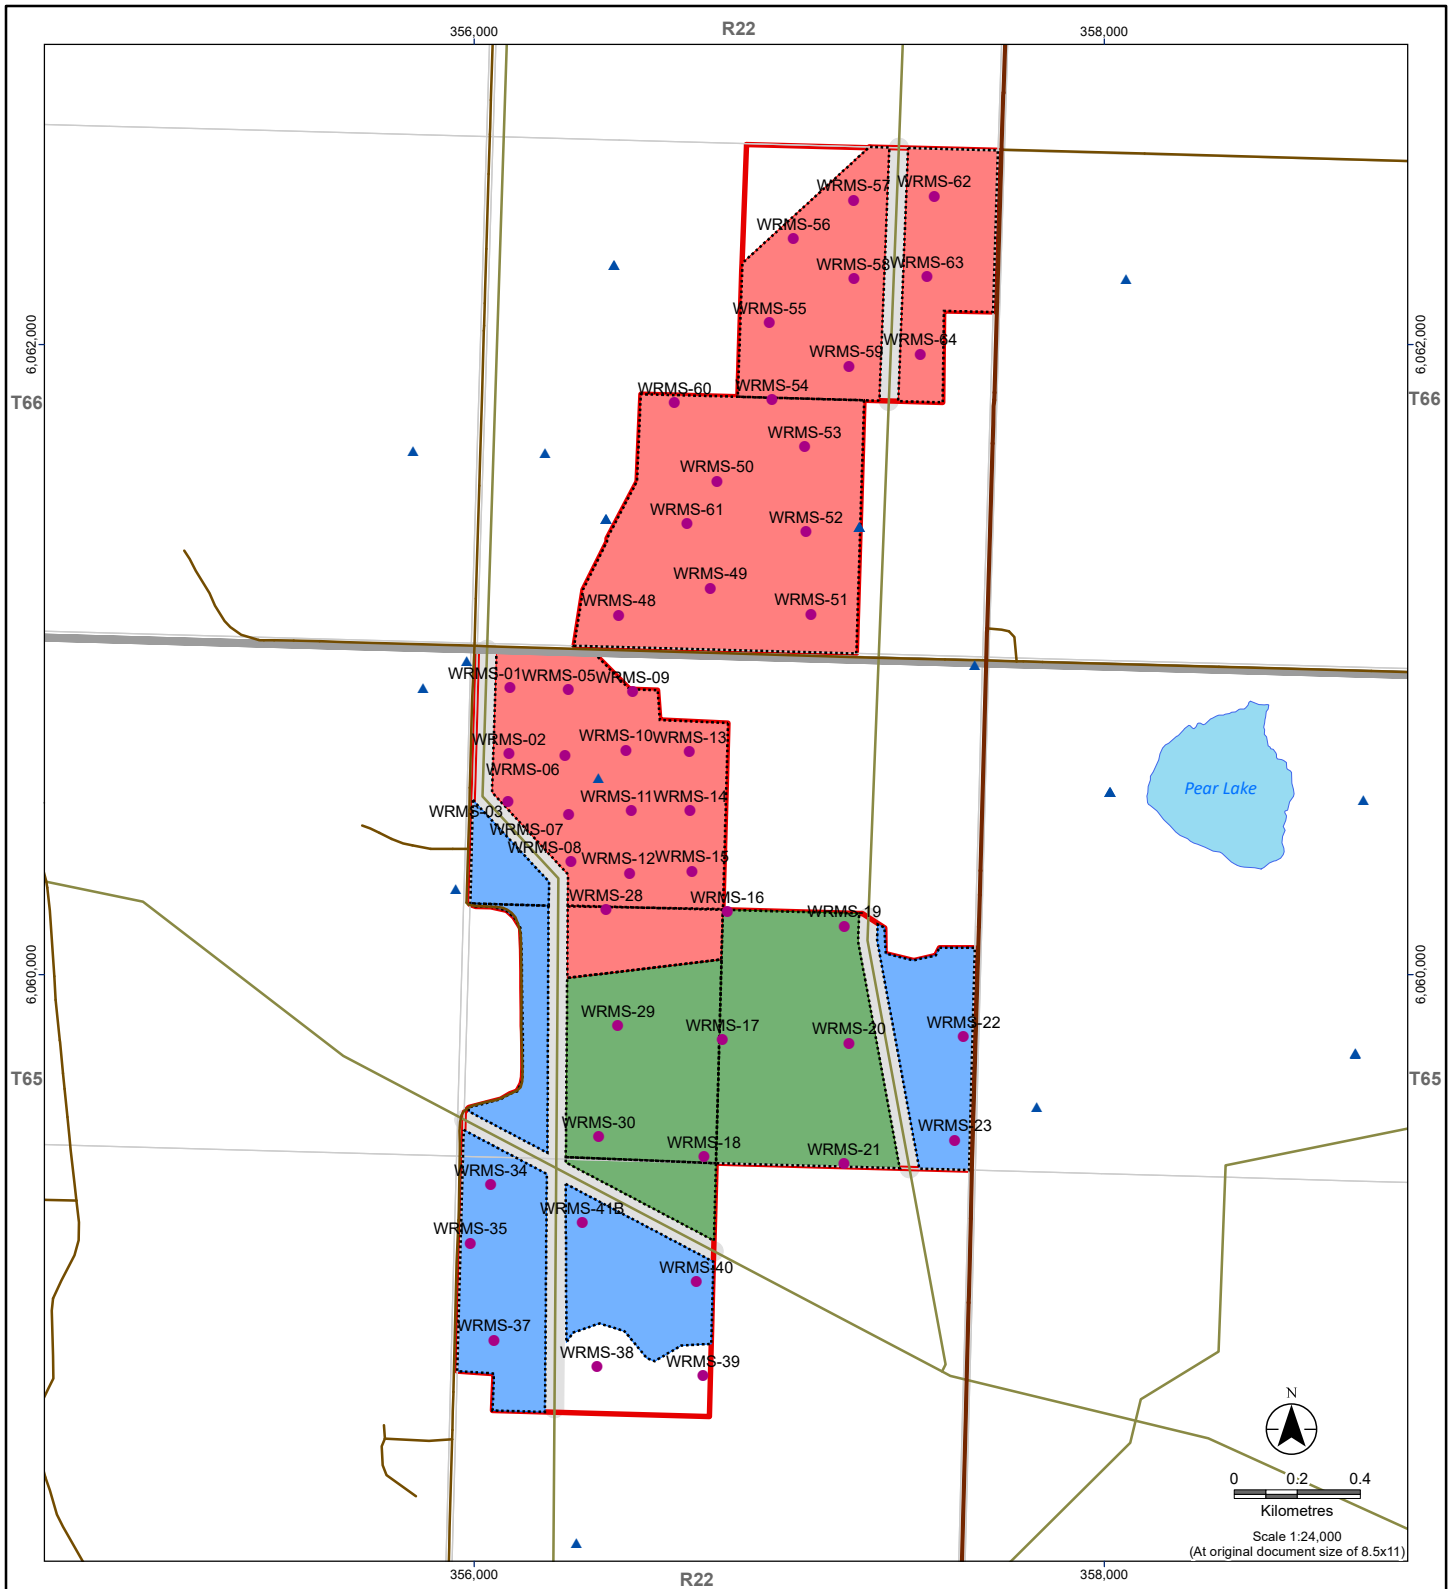 R22
356,000
358,000
WRMS-57
WRMS-62
WRMS-56
WRMS-58
WRMS-63
WRMS-55
6,062,000
6,062,000
WRMS-59
WRMS-64
WRMS-60
WRMS-54
T66
T66
WRMS-53
WRMS-50
WRMS-61
WRMS-52
WRMS-49
WRMS-48
WRMS-51
WRMS-01
WRMS-05
WRMS-09
WRMS-02
WRMS-10
WRMS-13
WRMS-06
Pear Lake
WRMS-03
WRMS-11
WRMS-14
WRMS-07
WRMS-08
WRMS-12
WRMS-15
WRMS-28
WRMS-16
WRMS-19
6,060,000
6,060,000
WRMS-29
WRMS-17
WRMS-20
WRMS-22
T65
T65
WRMS-30
WRMS-18
WRMS-21
WRMS-23
WRMS-34
WRMS-41B
WRMS-35
WRMS-40
WRMS-37
WRMS-38
WRMS-39
N
0 0.2 0.4
Kilometres
Scale 1:24,000
(At original document size of 8.5x11)
356,000
R22
358,000